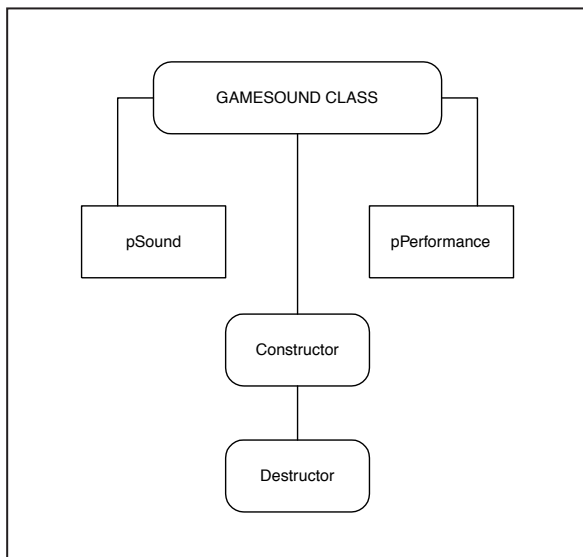 GAMESOUND CLASS
pSound
pPerformance
Constructor
Destructor